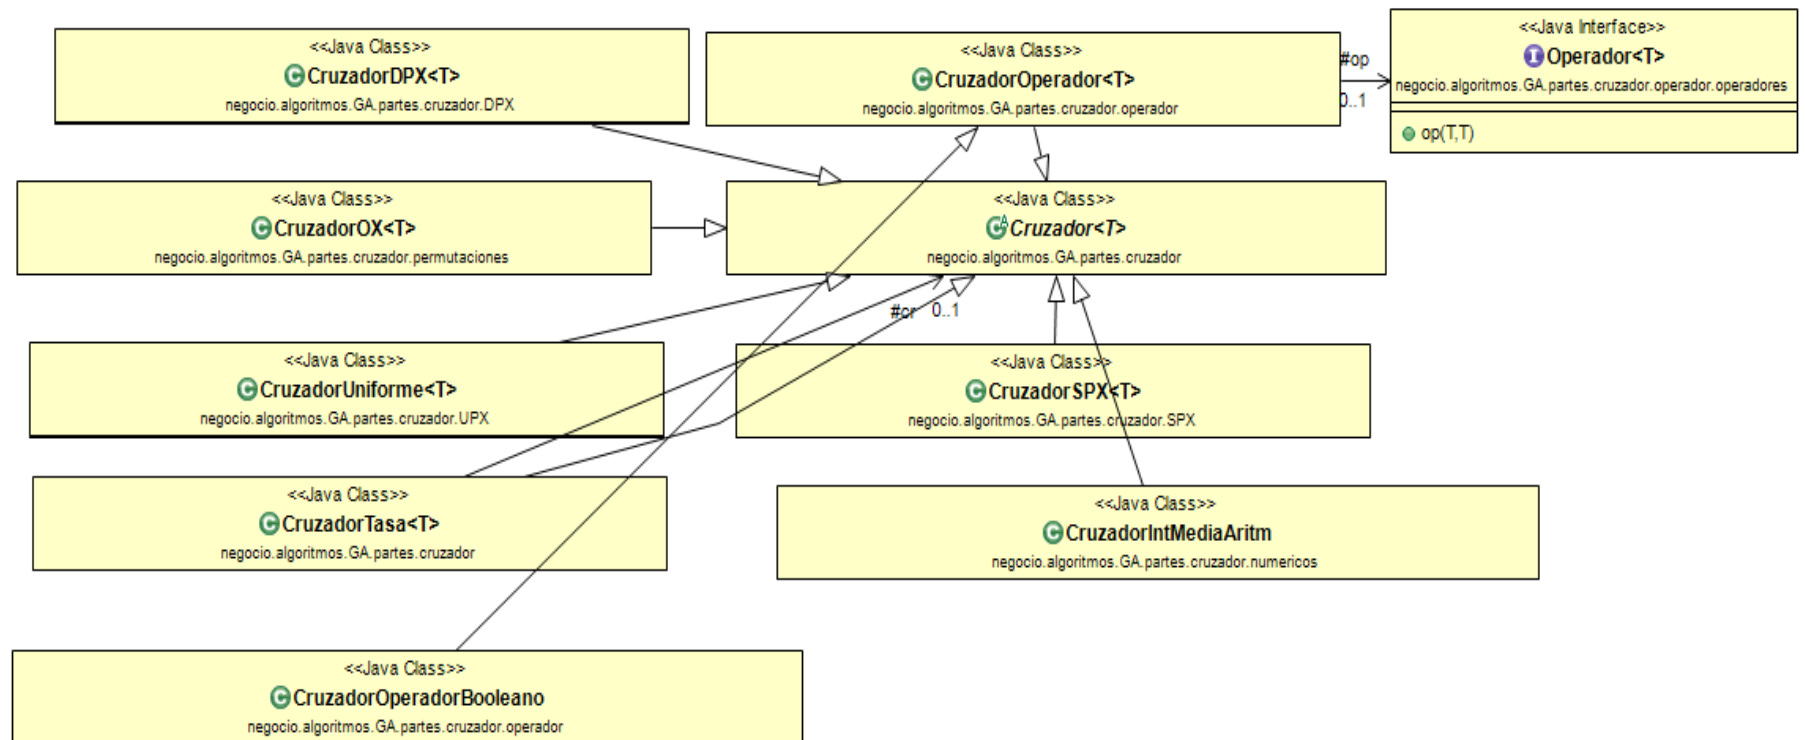 <<Java Class>>
CruzadorDPX<T>
negocio.algoritmos.GA.partes.cruzador.DPX
<<Java Class>>
CruzadorOperador<T>
negocio.algoritmos.GA.partes.cruzador.operador
#op
0..1
<<Java Interface>>
Operador<T>
negocio.algoritmos.GA.partes.cruzador.operador.operadores
op(T,T)
<<Java Class>>
CruzadorOX<T>
negocio.algoritmos.GA.partes.cruzador.permutaciones
<<Java Class>>
Cruzador<T>
negocio.algoritmos.GA.partes.cruzador
#cr 0..1
<<Java Class>>
CruzadorUniforme<T>
negocio.algoritmos.GA.partes.cruzador.UPX
<<Java Class>>
CruzadorSPX<T>
negocio.algoritmos.GA.partes.cruzador.SPX
<<Java Class>>
CruzadorTasa<T>
negocio.algoritmos.GA.partes.cruzador
<<Java Class>>
CruzadorIntMediaAritm
negocio.algoritmos.GA.partes.cruzador.numericos
<<Java Class>>
CruzadorOperadorBooleano
negocio.algoritmos.GA.partes.cruzador.operador